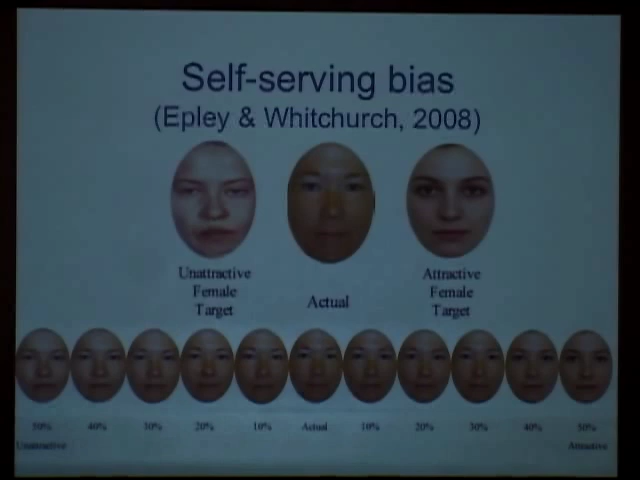 Self-serving bias
(Epley & Whitchurch, 2008)
Unattractive
Female
Target
Actual
Attractive
Female
Target
50% 40% 30% 20% 10% Actual 10% 20% 30% 40% 50%
Unattractive Attractive